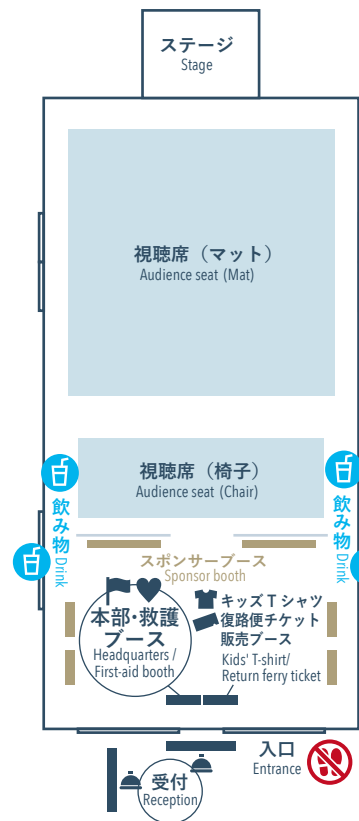 ステージ
Stage
視聴席（マット）
Audience seat (Mat)
視聴席（椅子）
Audience seat (Chair)
飲み物 Drink
飲み物 Drink
スポンサーブース
Sponsor booth
本部・救護
ブース
Headquarters /
First-aid booth
キッズTシャツ
復路便チケット
販売ブース
Kids' T-shirt/
Return ferry ticket
入口
Entrance
受付
Reception